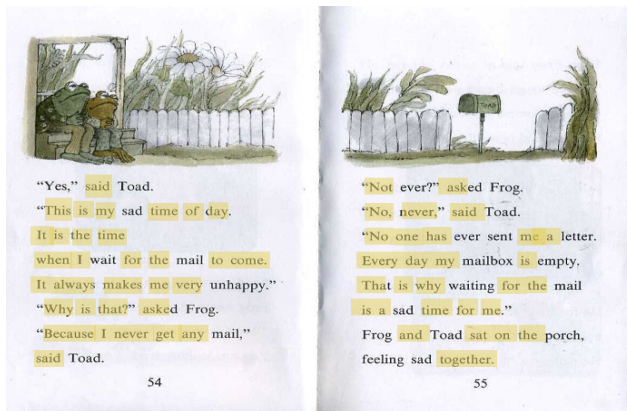 “Yes,” said Toad.
“This is my sad time of day.
It is the time
when I wait for the mail to come.
It always makes me very unhappy.”
“Why is that?” asked Frog.
“Because I never get any mail,”
said Toad.
54
TOAD
“Not ever?” asked Frog.
“No, never,” said Toad.
“No one has ever sent me a letter.
Every day my mailbox is empty.
That is why waiting for the mail
is a sad time for me.”
Frog and Toad sat on the porch,
feeling sad together.
55